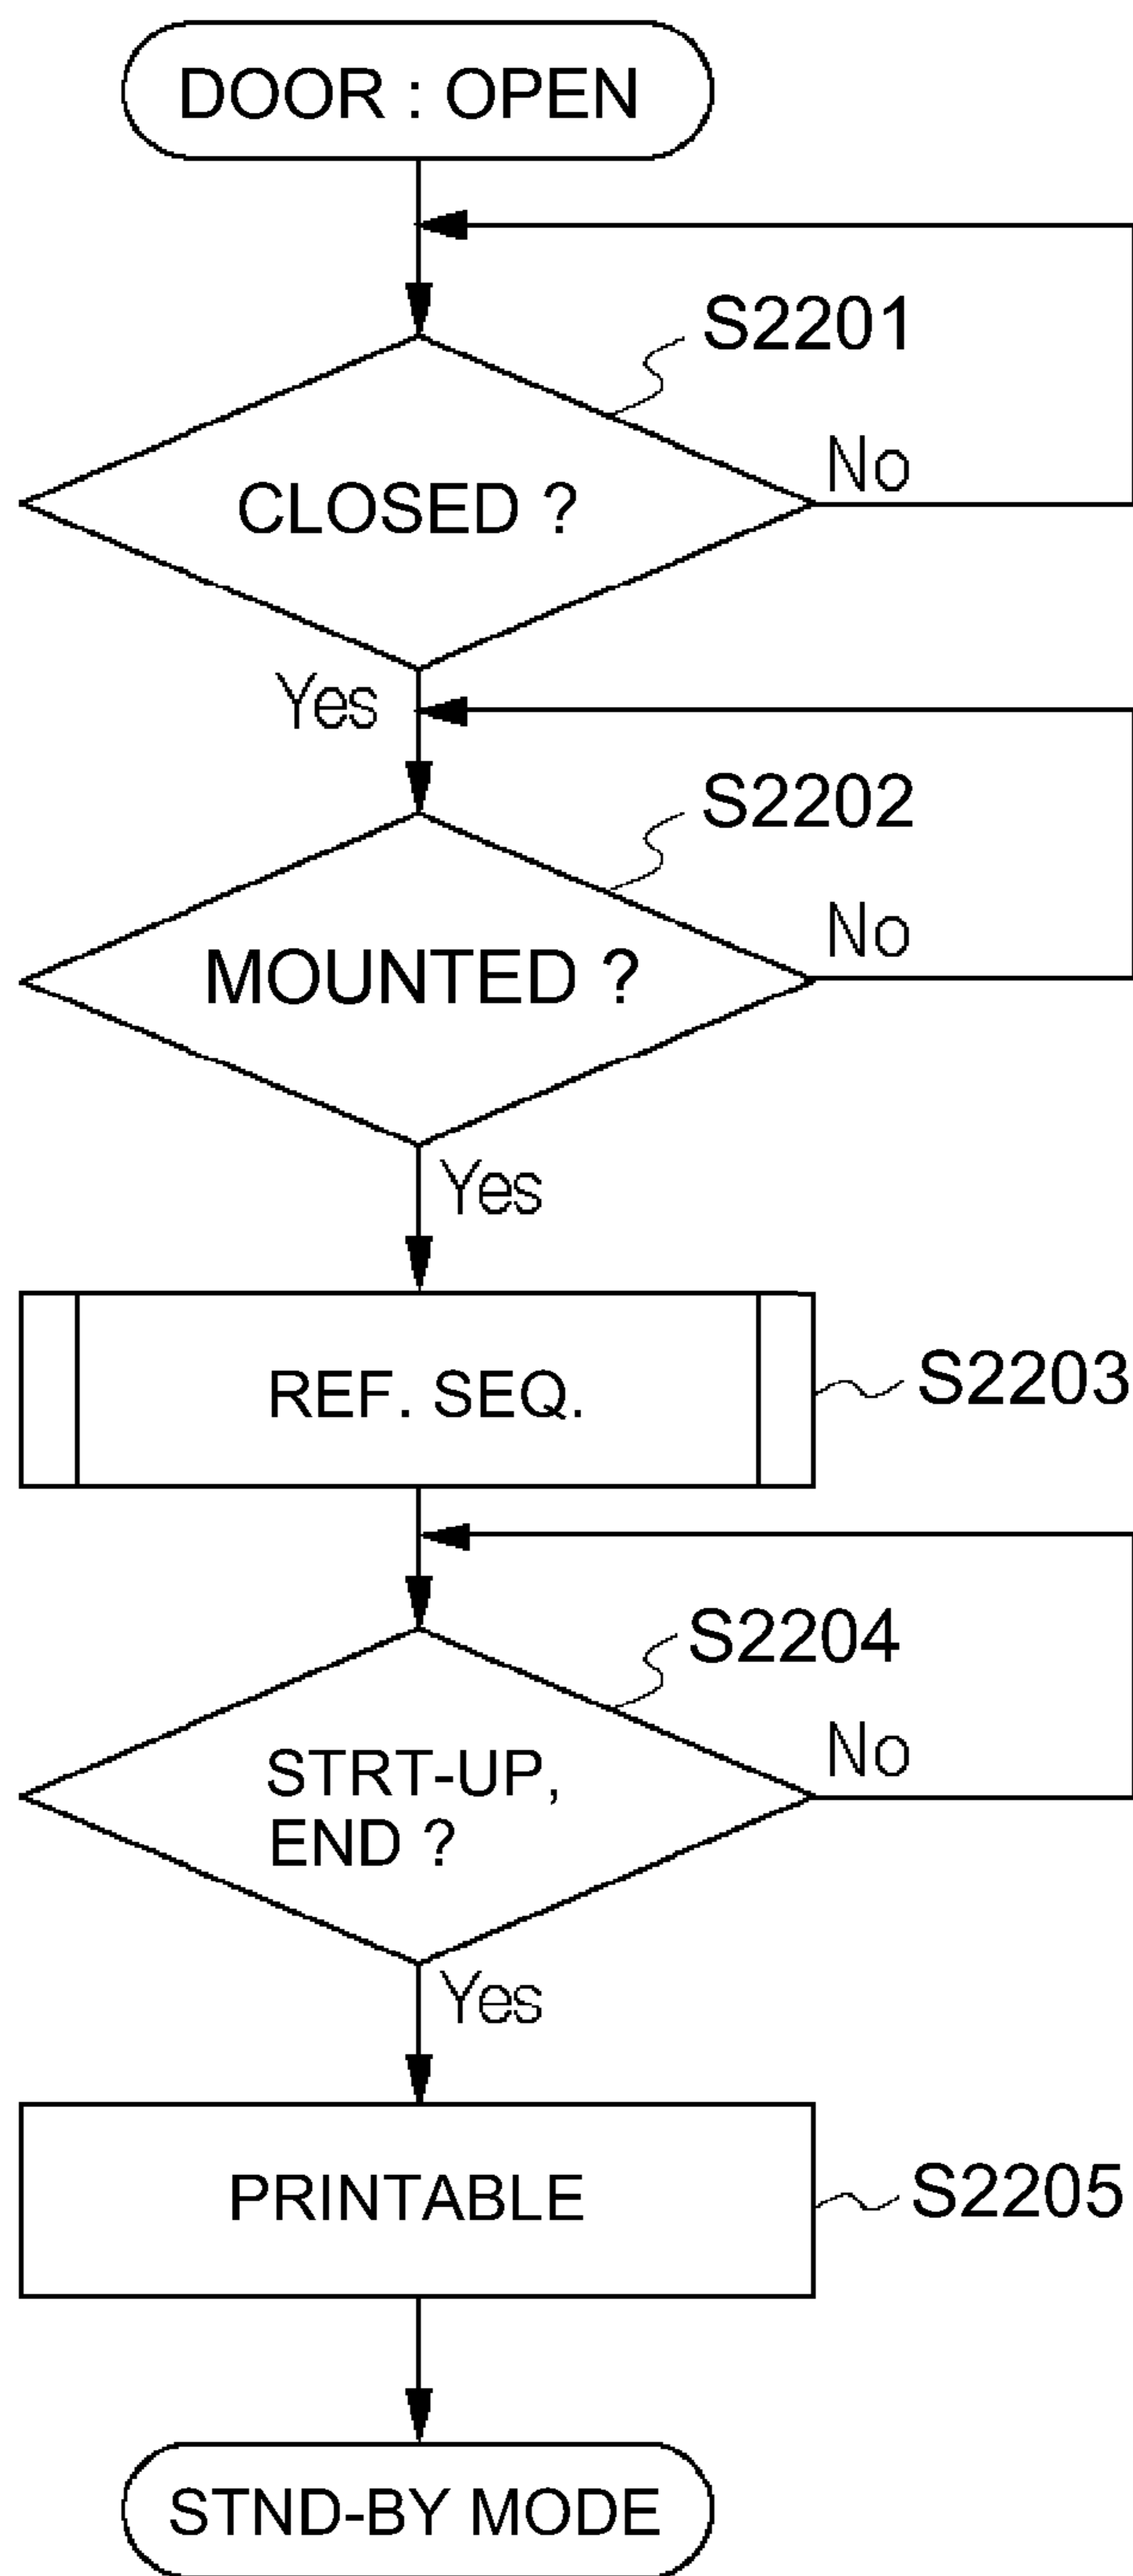 DOOR : OPEN
S2201
CLOSED ?
No
Yes
S2202
MOUNTED ?
No
Yes
REF. SEQ.
S2203
S2204
STRT-UP,
END ?
No
Yes
PRINTABLE
S2205
STND-BY MODE